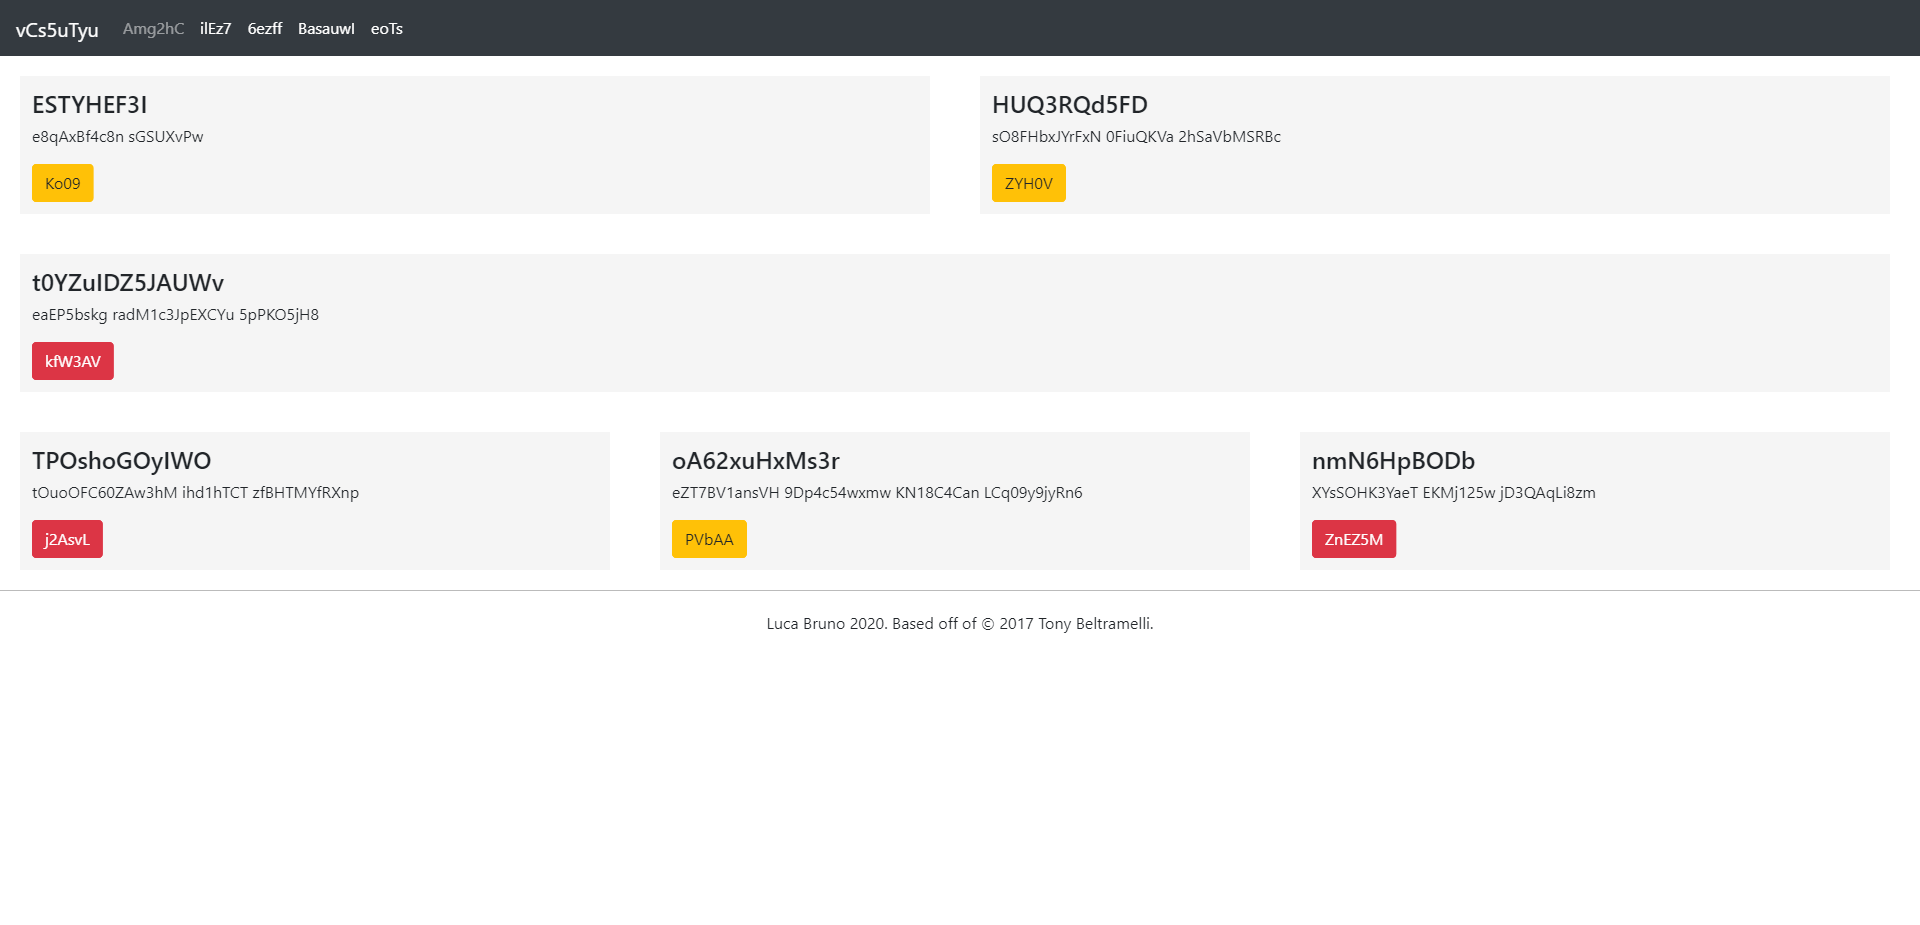 vCs5uTyu Amg2hC ilEz7 6ezff Basauwl eoTs
ESTYHEF3I
e8qAxBf4c8n sGSUXvPw
Ko09
HUQ3RQd5FD
sO8FHbxJYrFxN 0FiuQKVa 2hSaVbMSRBc
ZYH0V
t0YZuIDZ5JAUWv
eaEP5bskg radM1c3JpEXCYu 5pPKO5jH8
kfW3AV
TPOshoGOyIWO
tOuoOFC60ZAw3hM ihd1hTCT zfBHTMYfRXnp
j2AsvL
oA62xuHxMs3r
eZT7BV1ansVH 9Dp4c54wxmw KN18C4Can LCq09y9jyRn6
PVbAA
nmN6HpBODb
XYsSOHK3YaeT EKMj125w jD3QAqLi8zm
ZnEZ5M
Luca Bruno 2020. Based off of © 2017 Tony Beltramelli.